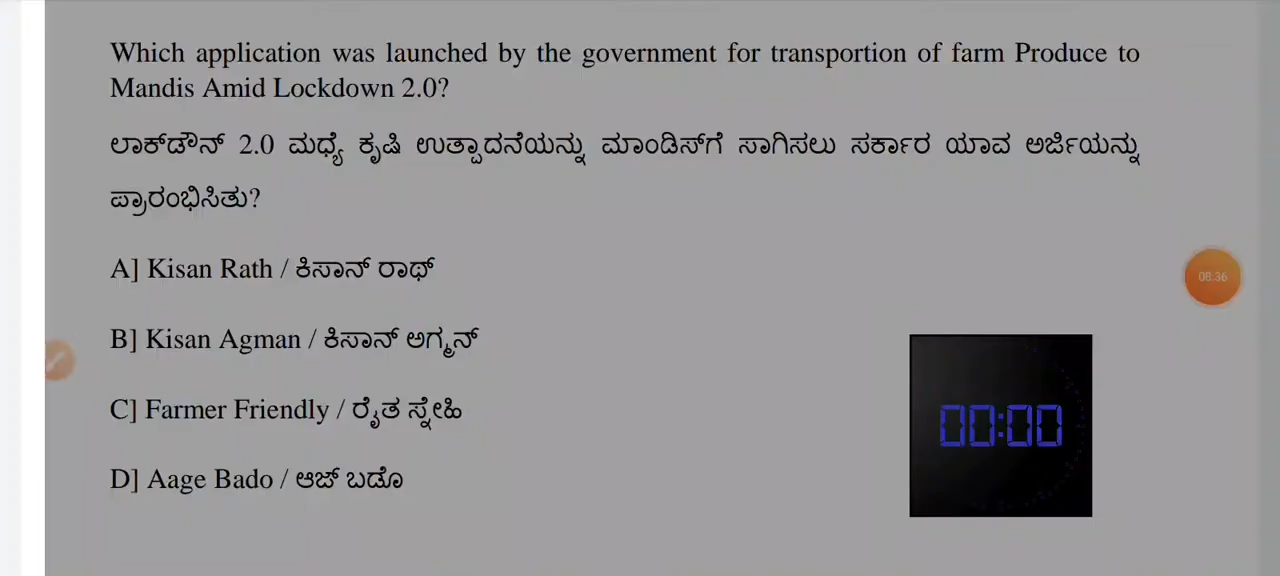 Which application was launched by the government for transportion of farm Produce to
Mandis Amid Lockdown 2.0?
ಲಾಕ್‌ಡೌನ್ 2.0 ಮಧ್ಯೆ ಕೃಷಿ ಉತ್ಪಾದನೆಯನ್ನು ಮಾಂಡಿಸ್‌ಗೆ ಸಾಗಿಸಲು ಸರ್ಕಾರ ಯಾವ ಅರ್ಜಿಯನ್ನು
ಪ್ರಾರಂಭಿಸಿತು?
A] Kisan Rath / ಕಿಸಾನ್ ರಾಥ್
B] Kisan Agman / ಕಿಸಾನ್ ಅಗ್ಮನ್
C] Farmer Friendly / ರೈತ ಸ್ನೇಹಿ
D] Aage Bado / ಆಜ್ ಬಡೊ
08:36
00:00